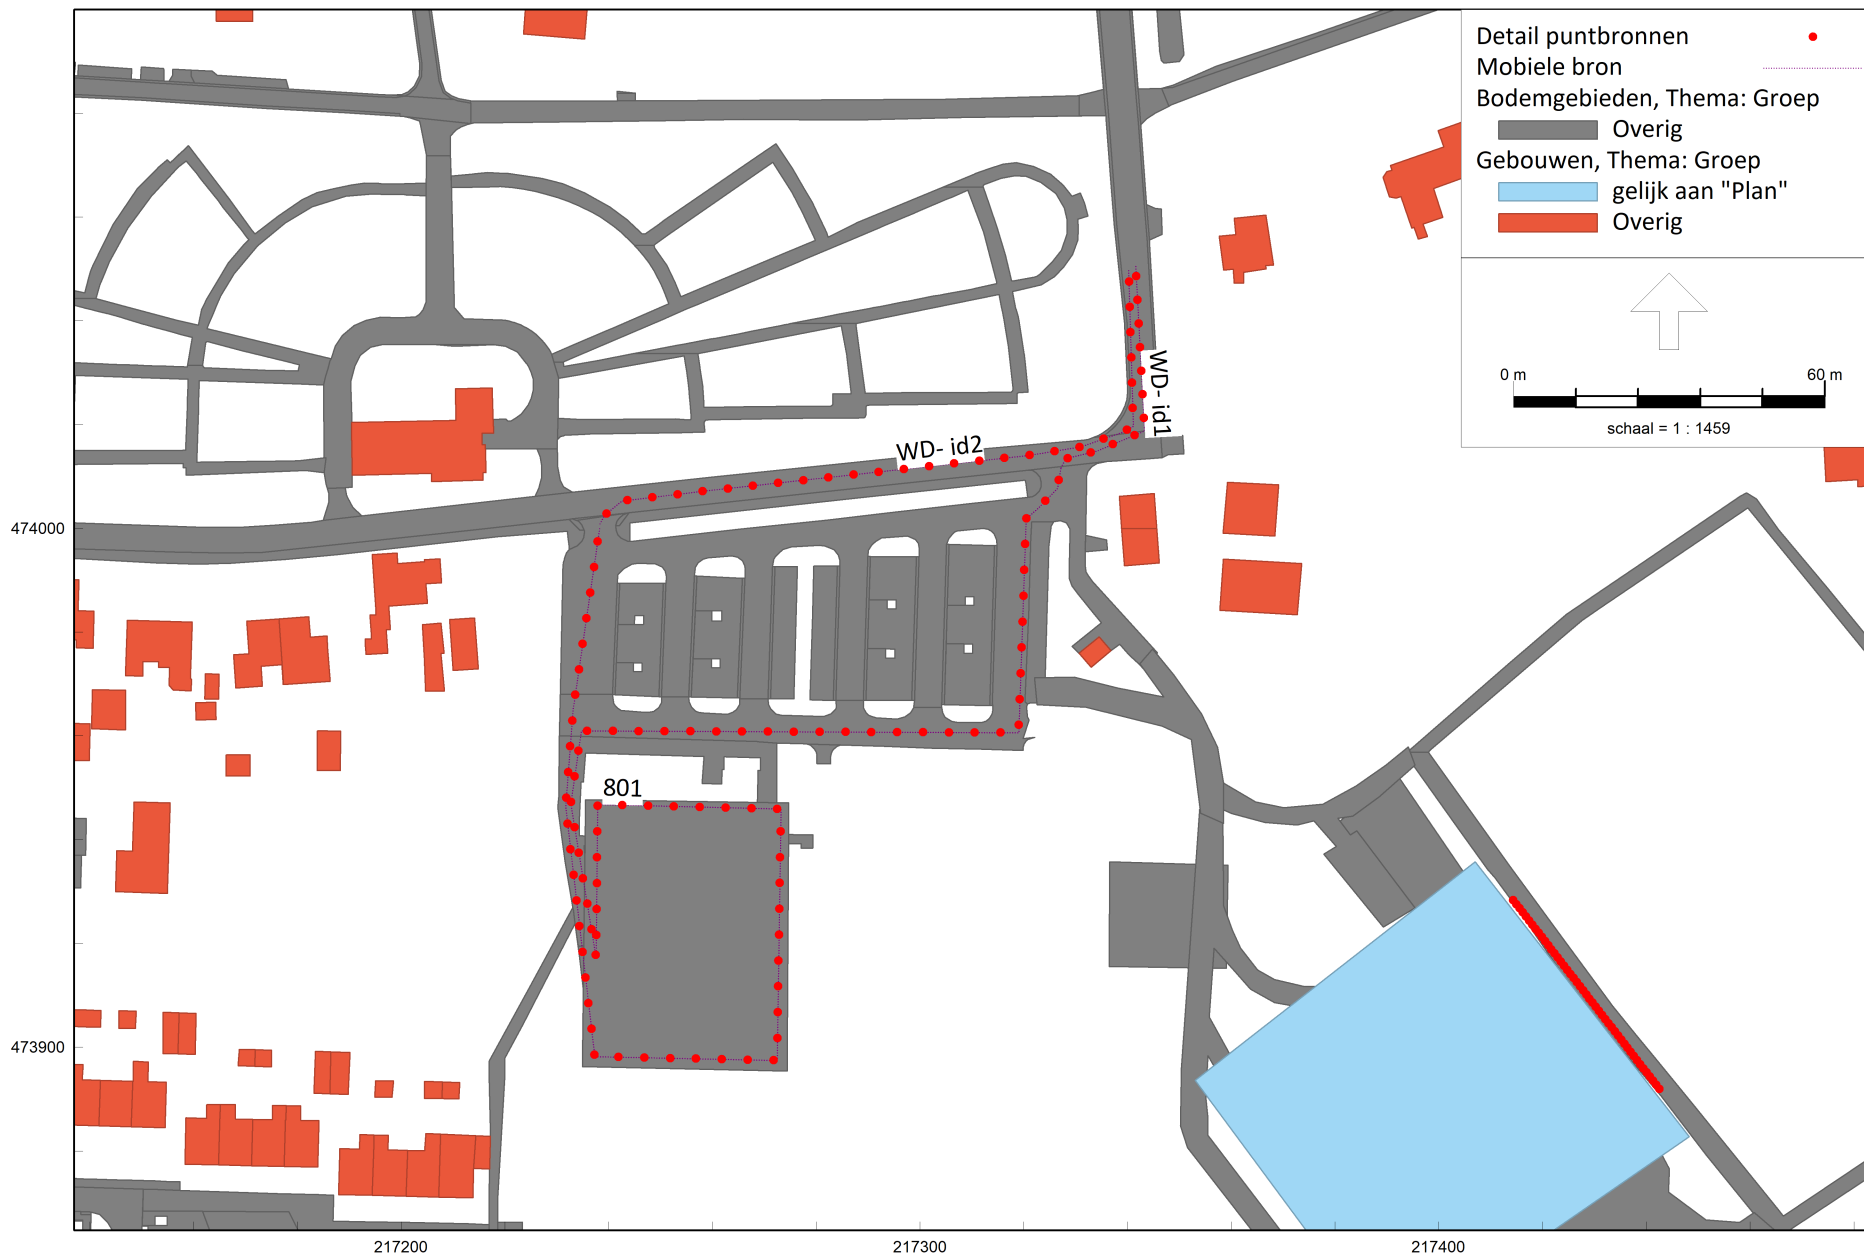 Detail puntbronnen
Mobiele bron
Bodemgebieden, Thema: Groep
Overig
Gebouwen, Thema: Groep
gelijk aan "Plan"
Overig
0 m 60 m
schaal = 1 : 1459
WD- id1
WD- id2
474000
801
473900
217200 217300 217400